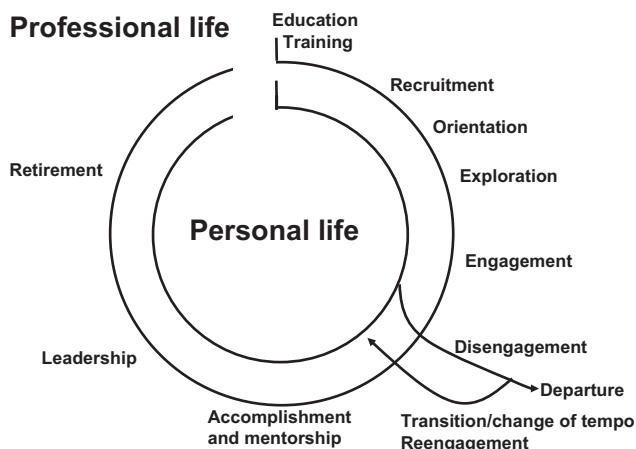 Professional life
Education
Training
Recruitment
Orientation
Exploration
Engagement
Disengagement
Departure
Transition/change of tempo
Reengagement
Accomplishment
and mentorship
Leadership
Retirement
Personal life